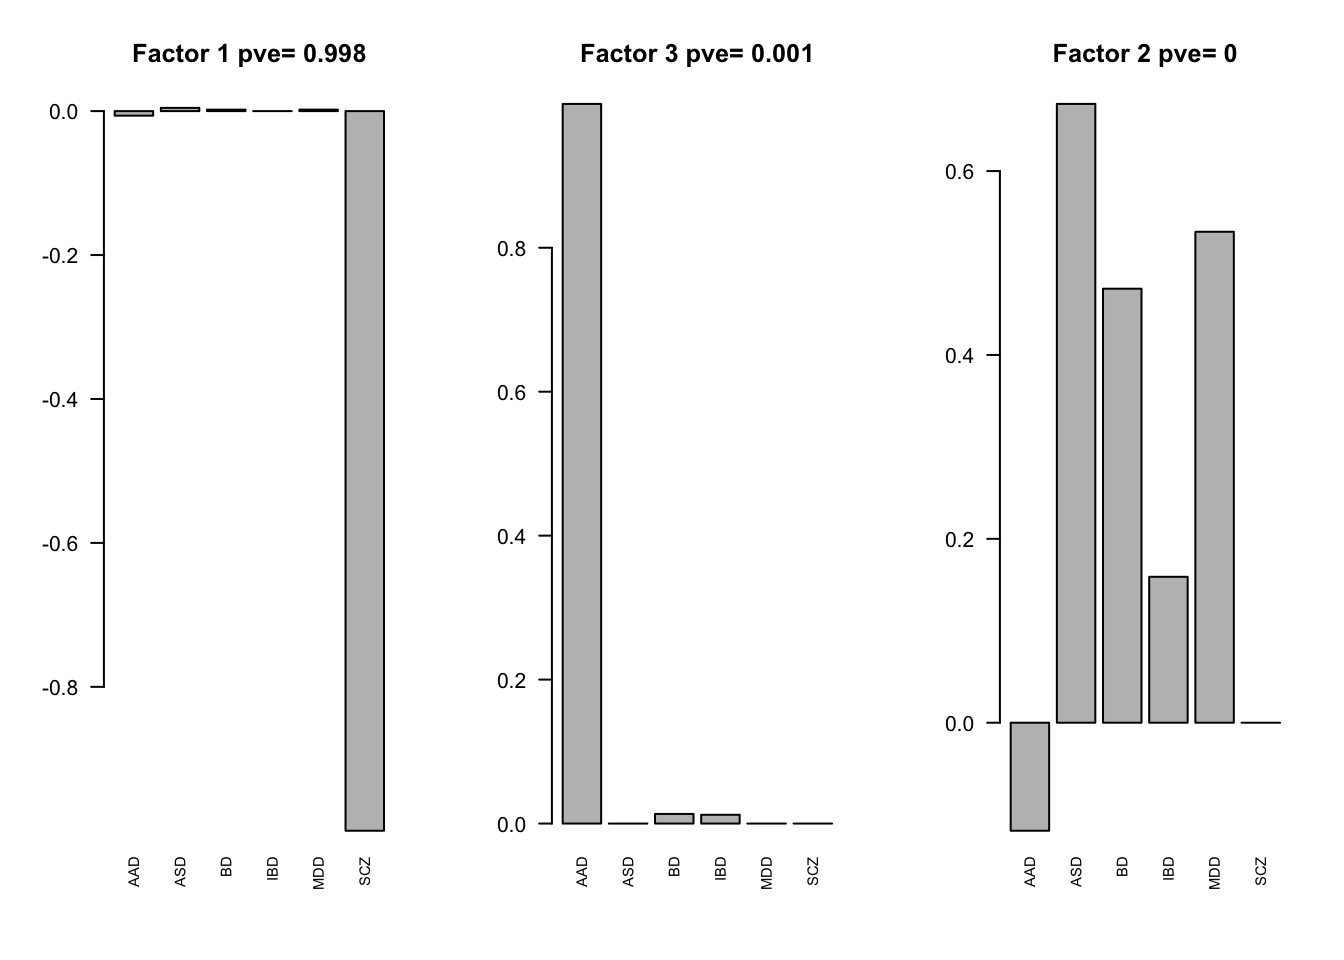 Factor 1 pve= 0.998
0.0
-0.2
-0.4
-0.6
-0.8
AAD
ASD
BD
IBD
MDD
SCZ
Factor 3 pve= 0.001
0.8
0.6
0.4
0.2
0.0
AAD
ASD
BD
IBD
MDD
SCZ
Factor 2 pve= 0
0.6
0.4
0.2
0.0
AAD
ASD
BD
IBD
MDD
SCZ